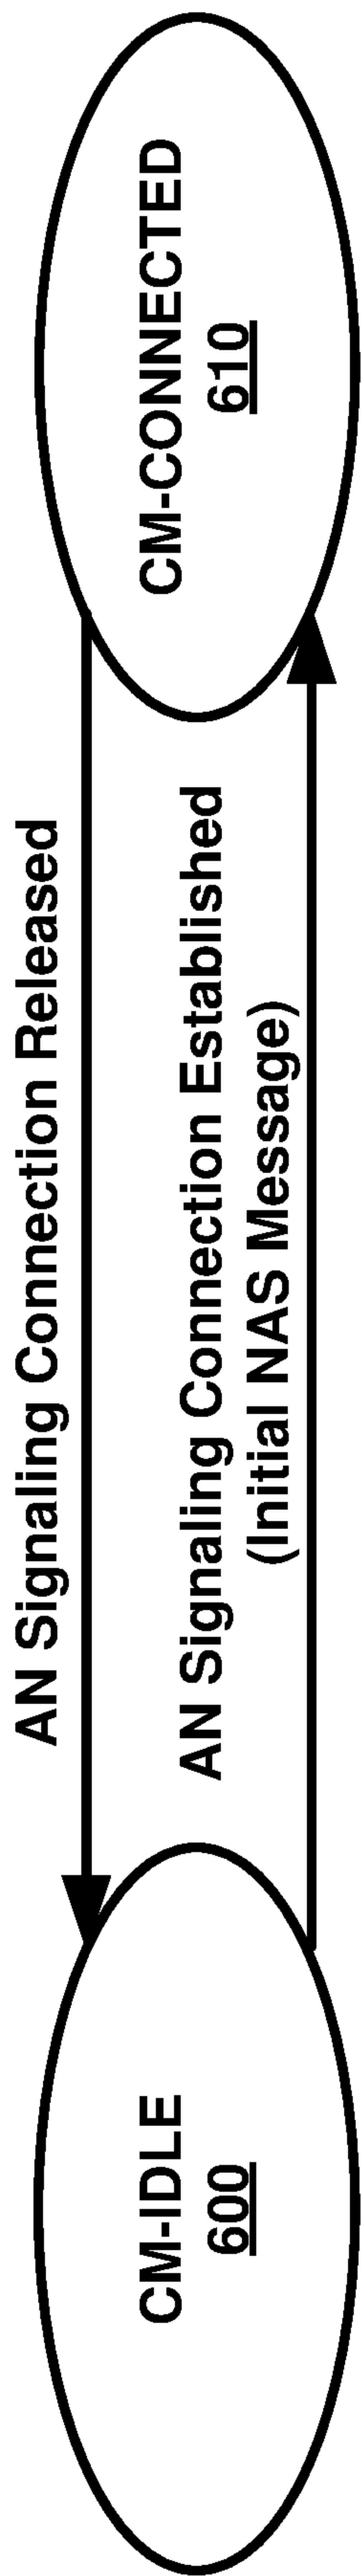 AN Signaling Connection Released
CM-IDLE
600
AN Signaling Connection Established
(Initial NAS Message)
CM-CONNECTED
610